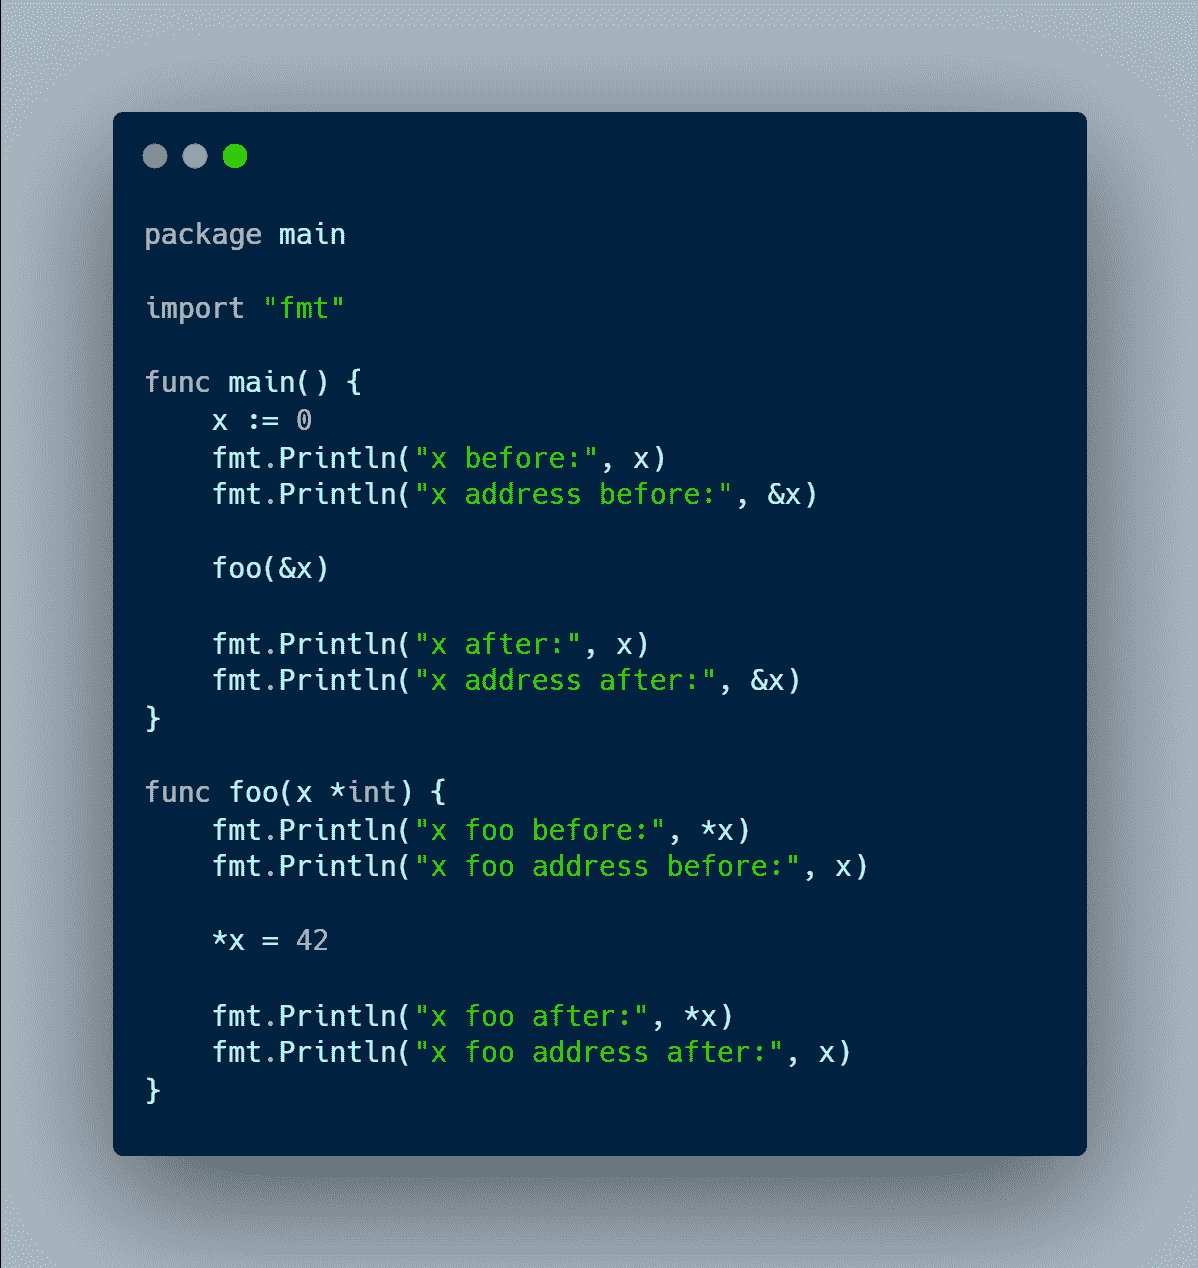 package main
import "fmt"
func main() {
    x := 0
    fmt.Println("x before:", x)
    fmt.Println("x address before:", &x)
    foo(&x)
    fmt.Println("x after:", x)
    fmt.Println("x address after:", &x)
}
func foo(x *int) {
    fmt.Println("x foo before:", *x)
    fmt.Println("x foo address before:", x)
    *x = 42
    fmt.Println("x foo after:", *x)
    fmt.Println("x foo address after:", x)
}